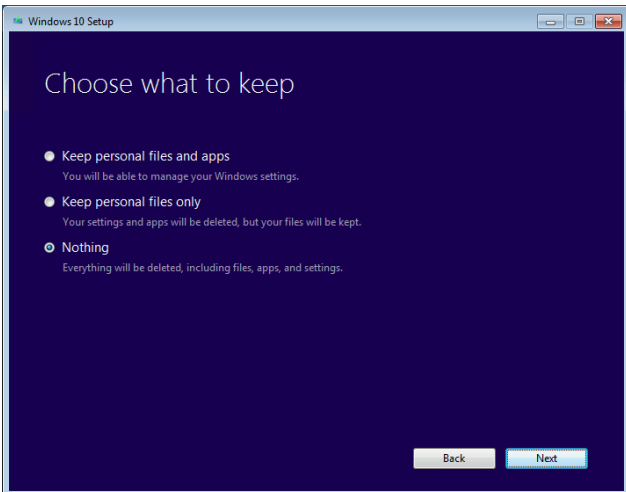 Windows 10 Setup
Choose what to keep
Keep personal files and apps
You will be able to manage your Windows settings.
Keep personal files only
Your settings and apps will be deleted, but your files will be kept.
Nothing
Everything will be deleted, including files, apps, and settings.
Back
Next